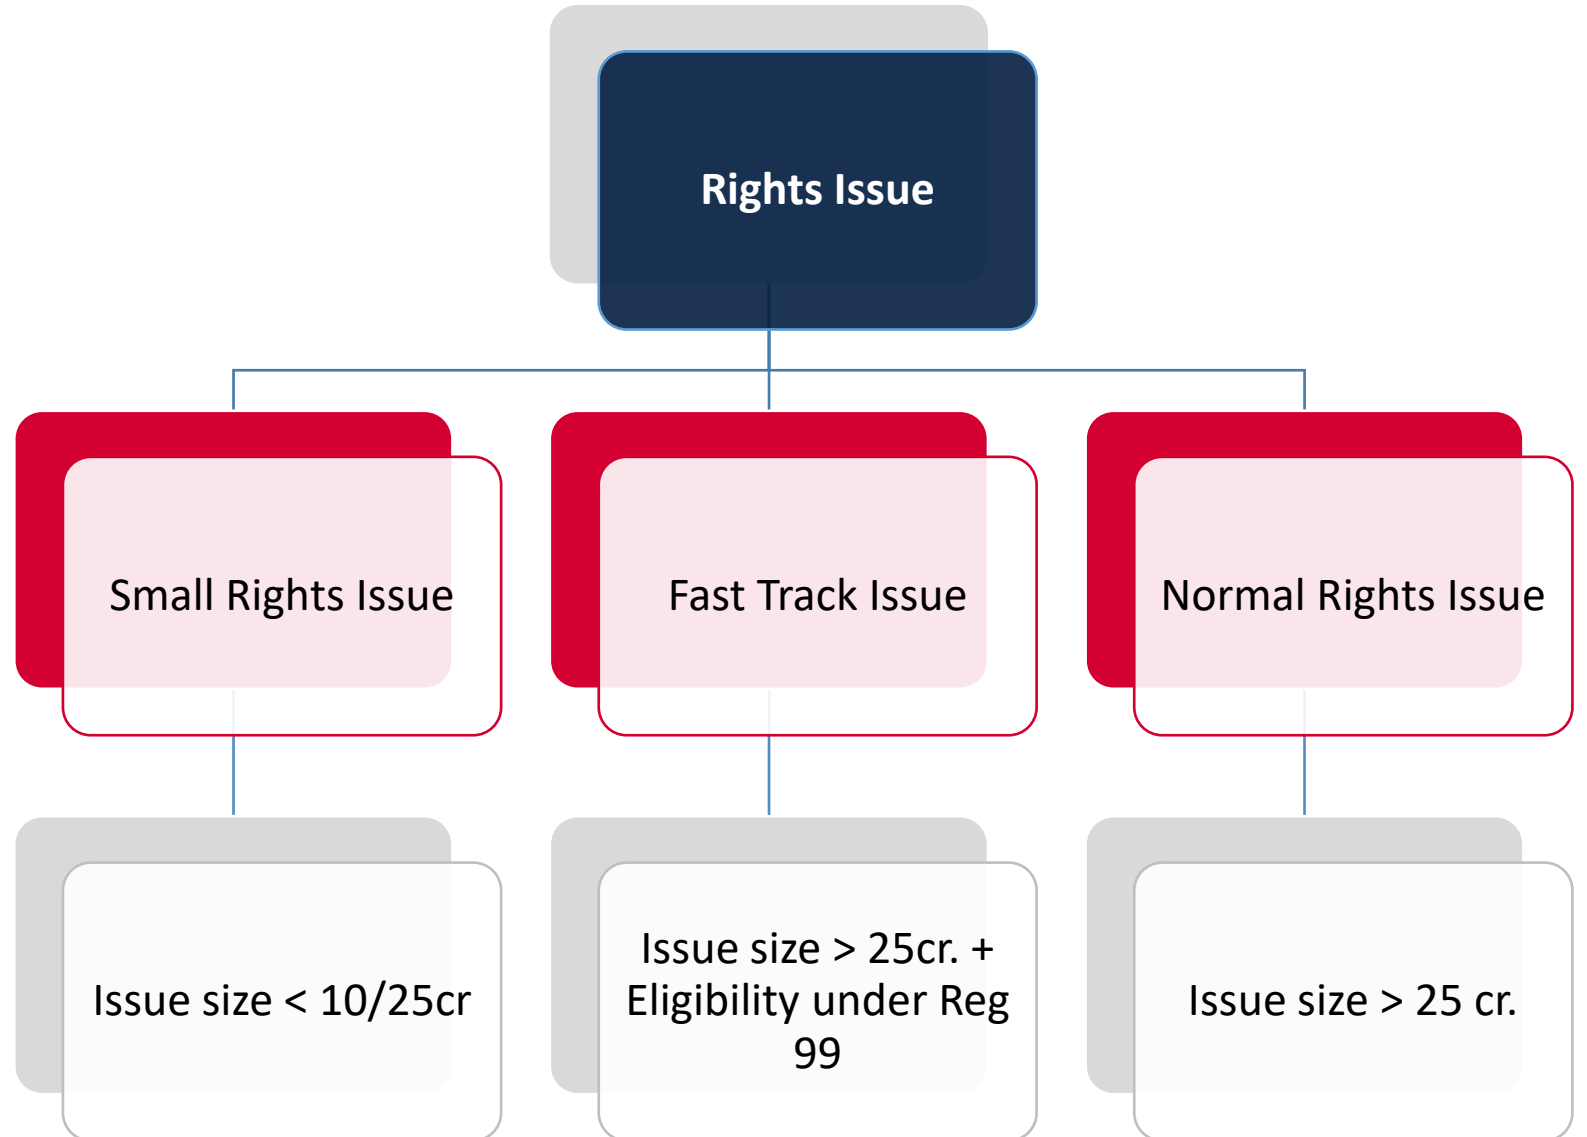 Rights Issue
Small Rights Issue
Fast Track Issue
Normal Rights Issue
Issue size < 10/25cr
Issue size > 25cr. +
Eligibility under Reg
99
Issue size > 25 cr.